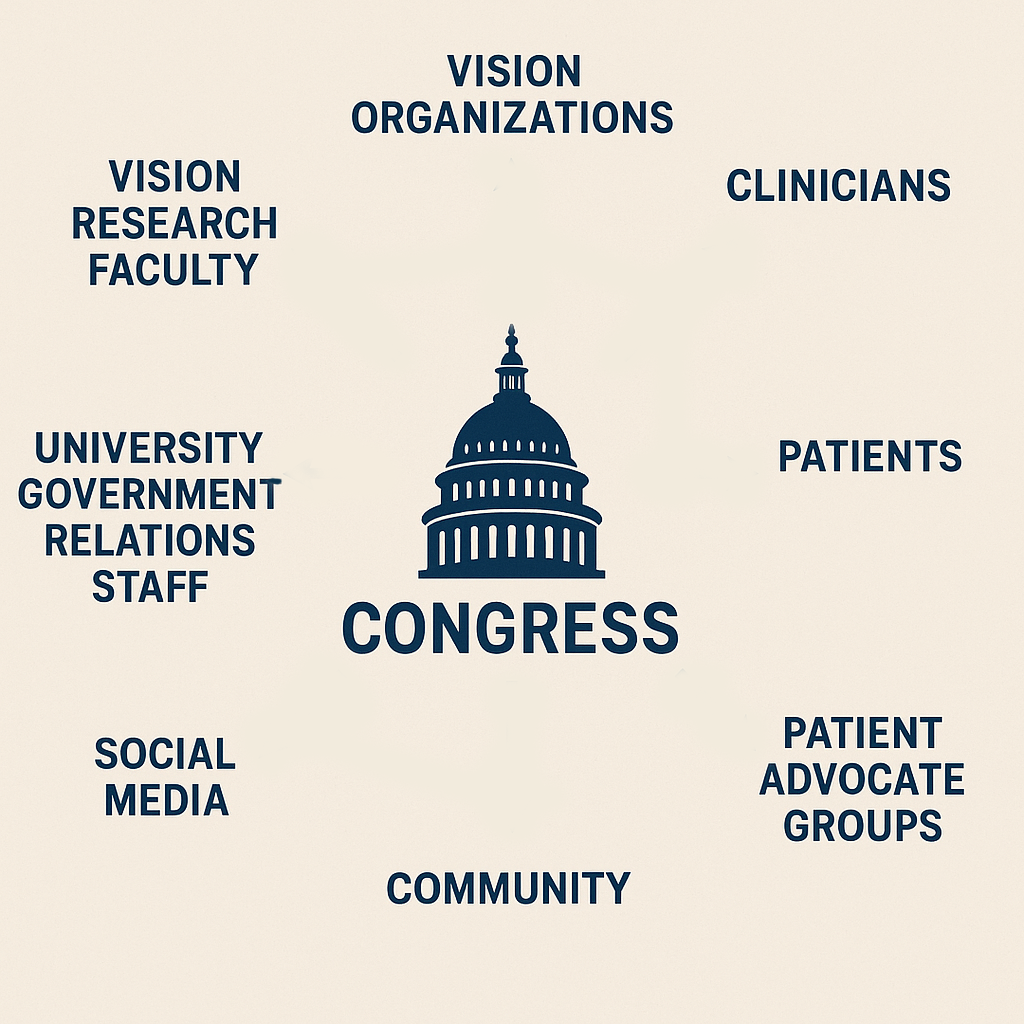 VISION
ORGANIZATIONS
CLINICIANS
VISION
RESEARCH
FACULTY
UNIVERSITY
GOVERNMENT
RELATIONS
STAFF
PATIENTS
CONGRESS
SOCIAL
MEDIA
PATIENT
ADVOCATE
GROUPS
COMMUNITY